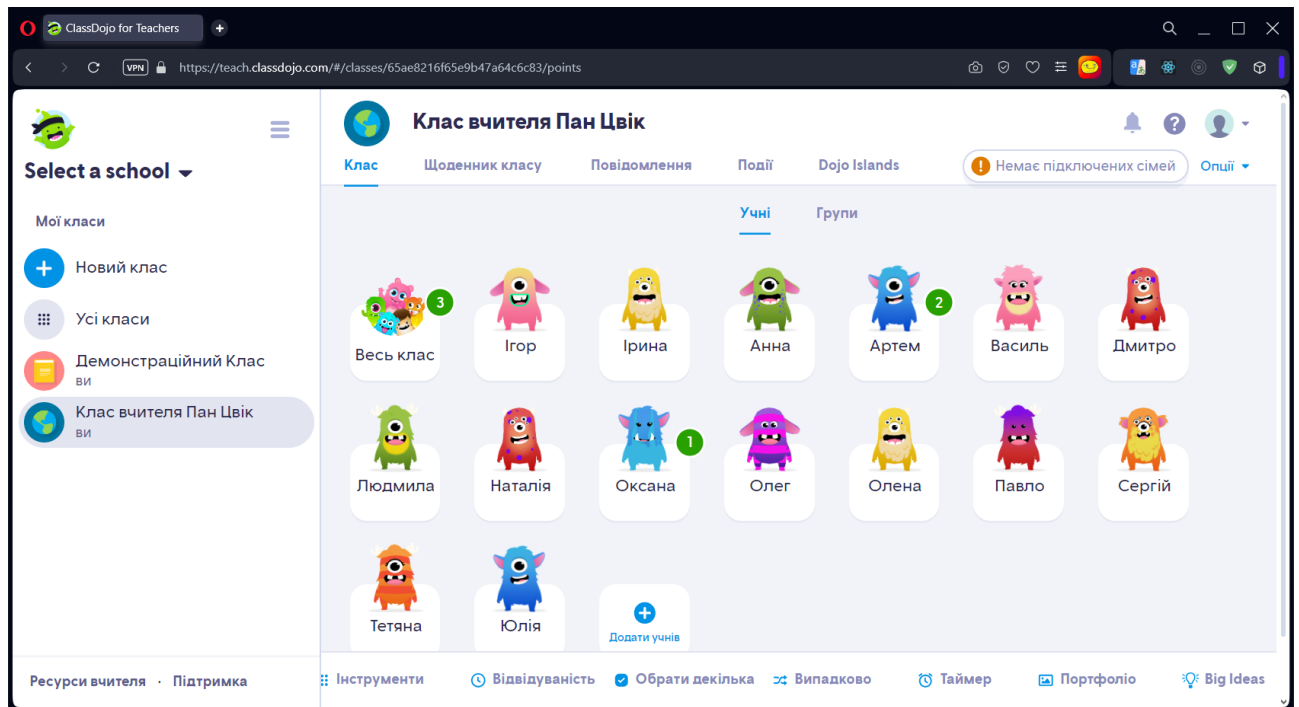 ClassDojo for Teachers
VPN https://teach.classdojo.com/#/classes/65ae8216f65e9b47a64c6c83/points
Select a school
Мої класи
Новий клас
Усі класи
Демонстраційний Клас
ви
Клас вчителя Пан Цвік
ви
Ресурси вчителя · Підтримка
Клас вчителя Пан Цвік
Клас Щоденник класу Повідомлення Події Dojo Islands Немає підключених сімей Опції
Учні Групи
3 2
Весь клас Ігор Ірина Анна Артем Василь Дмитро
1
Людмила Наталія Оксана Олег Олена Павло Сергій
Тетяна Юлія Додати учнів
Інструменти Відвідуваність Обрати декілька Випадково Таймер Портфоліо Big Ideas